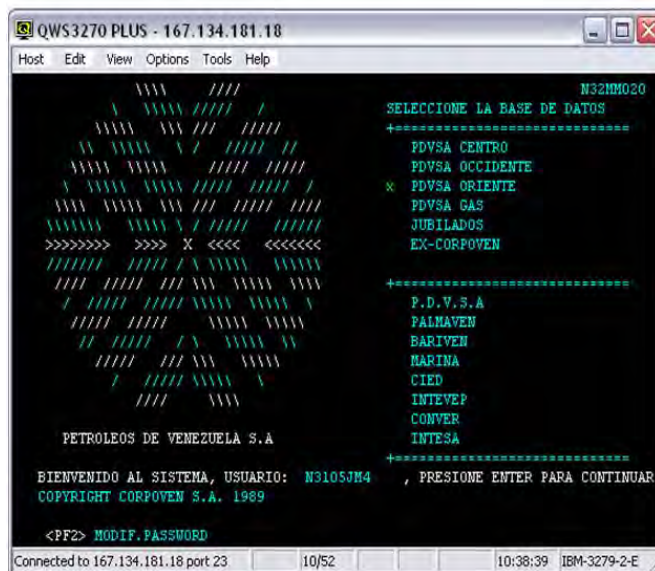 QWS3270 PLUS - 167.134.181.18
Host Edit View Options Tools Help
N32MM020
SELECCIONE LA BASE DE DATOS
PDVSA CENTRO
PDVSA OCCIDENTE
X PDVSA ORIENTE
PDVSA GAS
JUBILADOS
EX-CORPOVEN
P.D.V.S.A
PALMAVEN
BARIVEN
MARINA
CIED
INTEVEP
CONVER
INTESA
PETROLEOS DE VENEZUELA S.A
BIENVENIDO AL SISTEMA, USUARIO: N3105JM4 , PRESIONE ENTER PARA CONTINUAR
COPYRIGHT CORPOVEN S.A. 1989
<PF2> MODIF.PASSWORD
Connected to 167.134.181.18 port 23 10/52 10:38:39 IBM-3279-2-E